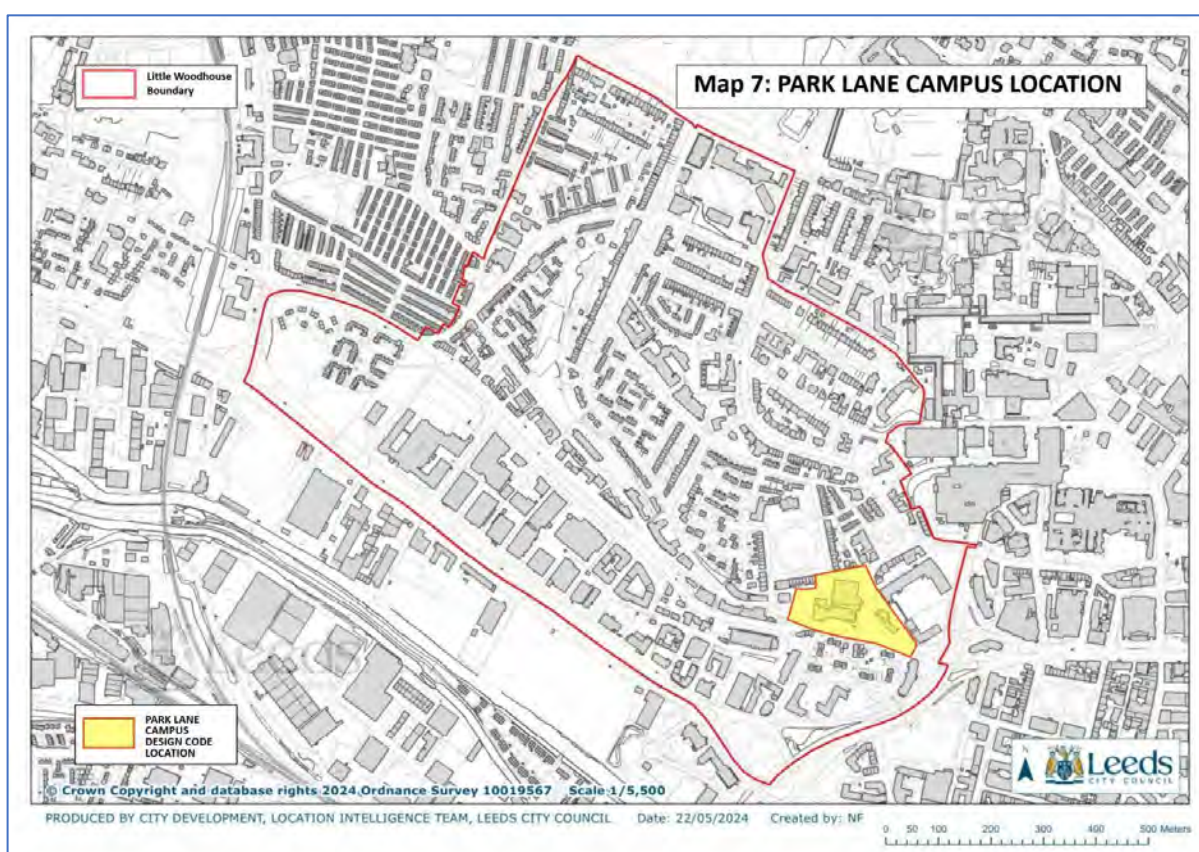 Little Woodhouse
Boundary
Map 7: PARK LANE CAMPUS LOCATION
PARK LANE
CAMPUS
DESIGN CODE
LOCATION
N
Leeds
CITY COUNCIL
© Crown Copyright and database rights 2024 Ordnance Survey 10019567 Scale 1/5,500
PRODUCED BY CITY DEVELOPMENT, LOCATION INTELLIGENCE TEAM, LEEDS CITY COUNCIL Date: 22/05/2024 Created by: NF
0 50 100 200 300 400 500 Meters